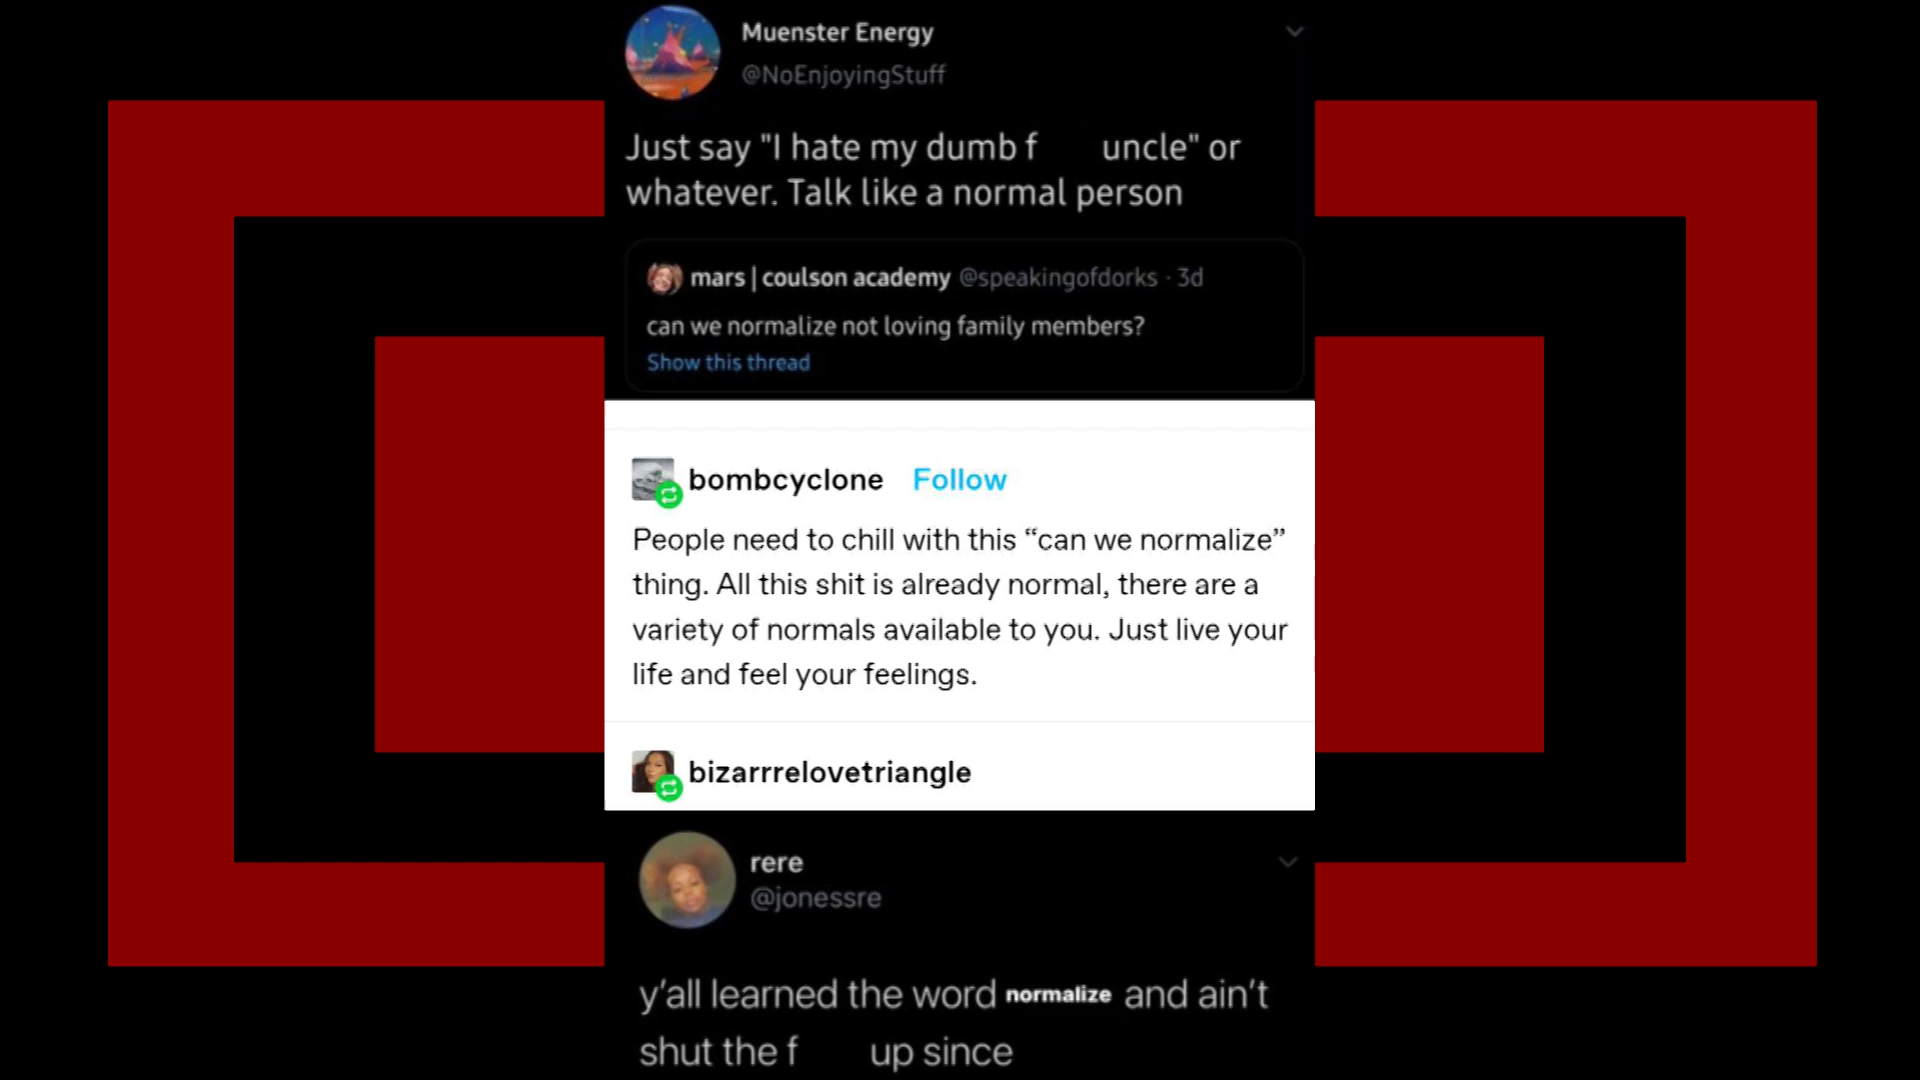 Muenster Energy
@NoEnjoyingStuff
Just say "I hate my dumb f uncle" or
whatever. Talk like a normal person
mars | coulson academy @speakingofdorks · 3d
can we normalize not loving family members?
Show this thread
bombcyclone Follow
People need to chill with this “can we normalize”
thing. All this shit is already normal, there are a
variety of normals available to you. Just live your
life and feel your feelings.
bizarrrelovetriangle
rere
@jonessre
y’all learned the word normalize and ain’t
shut the f up since